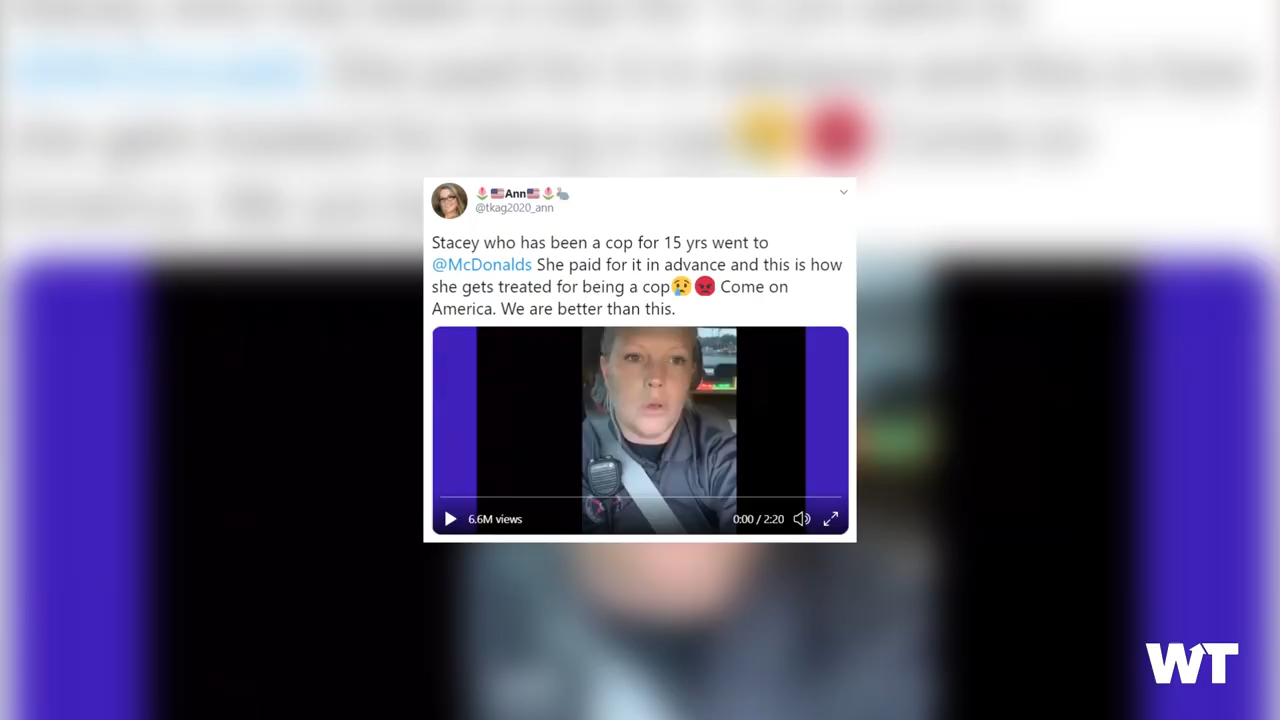 Ann
@tkag2020_ann
Stacey who has been a cop for 15 yrs went to
@McDonalds She paid for it in advance and this is how
she gets treated for being a cop😢😡 Come on
America. We are better than this.
6.6M views
0:00 / 2:20
WT